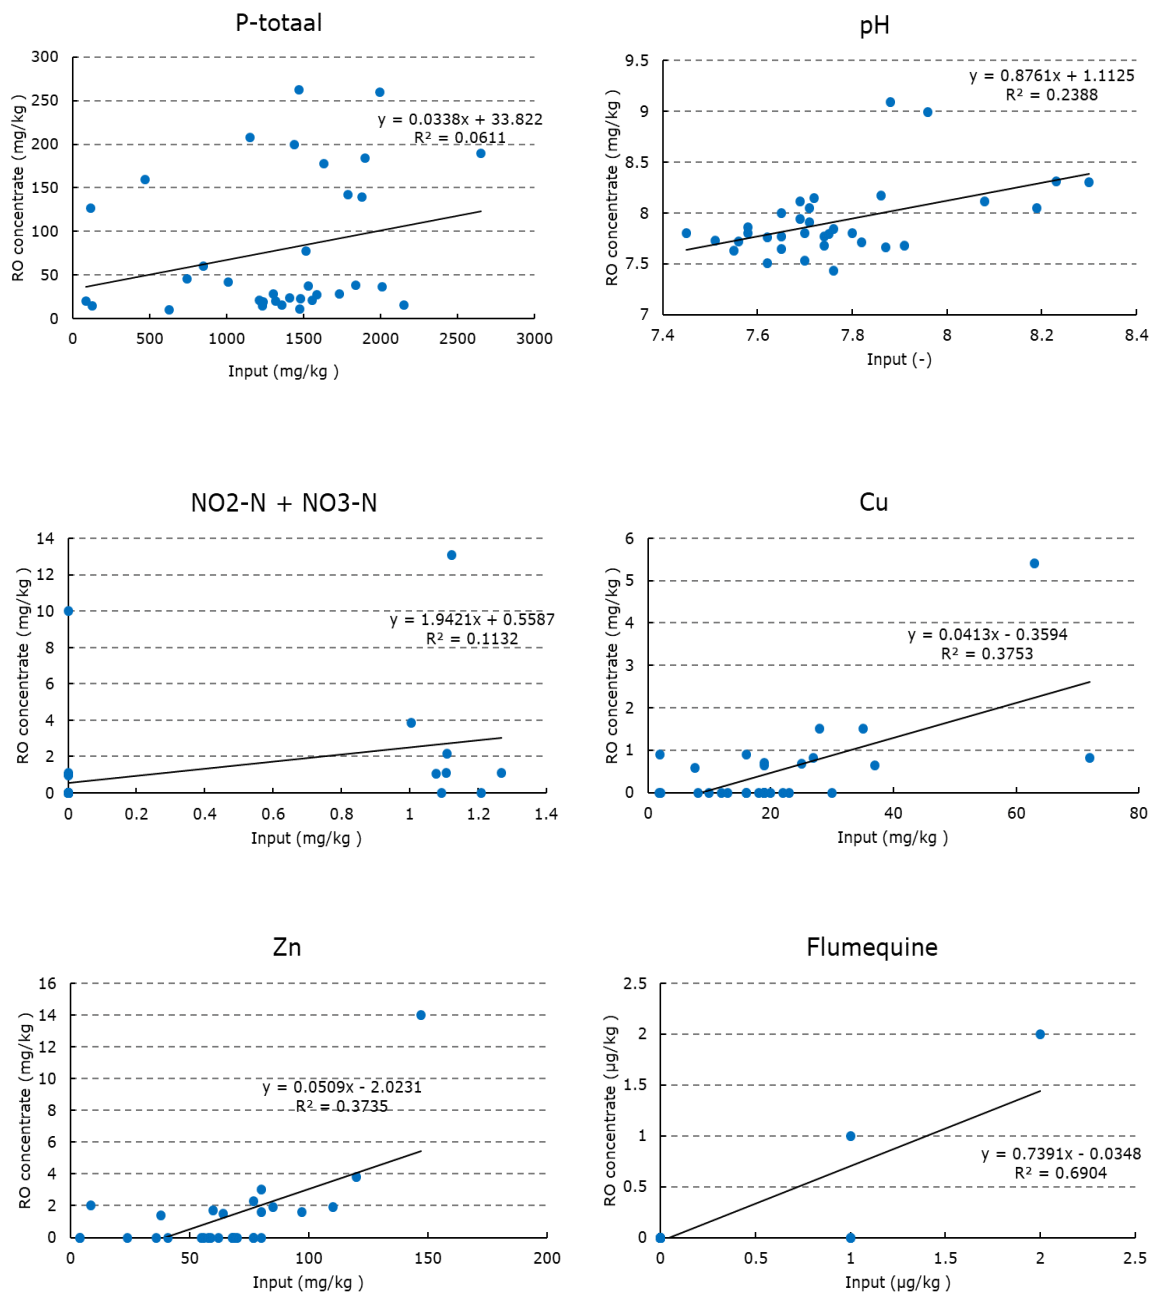 P-totaal
300
250
200
150
100
50
0
RO concentrate (mg/kg )
y = 0.0338x + 33.822
R² = 0.0611
0 500 1000 1500 2000 2500 3000
Input (mg/kg )
pH
9.5
9
8.5
8
7.5
7
RO concentrate (mg/kg )
y = 0.8761x + 1.1125
R² = 0.2388
7.4 7.6 7.8 8 8.2 8.4
Input (-)
NO2-N + NO3-N
14
12
10
8
6
4
2
0
RO concentrate (mg/kg )
y = 1.9421x + 0.5587
R² = 0.1132
0 0.2 0.4 0.6 0.8 1 1.2 1.4
Input (mg/kg )
Cu
6
5
4
3
2
1
0
RO concentrate (mg/kg )
y = 0.0413x - 0.3594
R² = 0.3753
0 20 40 60 80
Input (mg/kg )
Zn
16
14
12
10
8
6
4
2
0
RO concentrate (mg/kg )
y = 0.0509x - 2.0231
R² = 0.3735
0 50 100 150 200
Input (mg/kg )
Flumequine
2.5
2
1.5
1
0.5
0
RO concentrate (µg/kg )
y = 0.7391x - 0.0348
R² = 0.6904
0 0.5 1 1.5 2 2.5
Input (µg/kg )